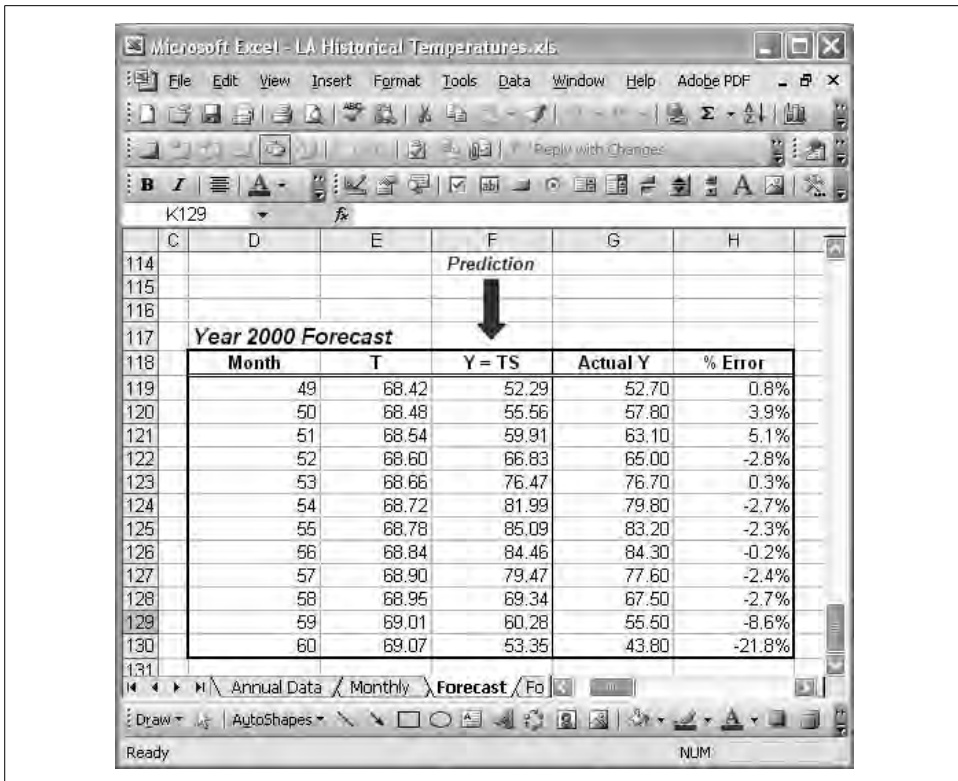 Microsoft Excel - LA Historical Temperatures.xls
File Edit View Insert Format Tools Data Window Help Adobe PDF
Reply with Changes
B I A
K129 fx
C D E F G H
114 Prediction
115
116
117 Year 2000 Forecast
118 Month T Y = TS Actual Y % Error
119 49 68.42 52.29 52.70 0.8%
120 50 68.48 55.56 57.80 3.9%
121 51 68.54 59.91 63.10 5.1%
122 52 68.60 66.83 65.00 -2.8%
123 53 68.66 76.47 76.70 0.3%
124 54 68.72 81.99 79.80 -2.7%
125 55 68.78 85.09 83.20 -2.3%
126 56 68.84 84.46 84.30 -0.2%
127 57 68.90 79.47 77.60 -2.4%
128 58 68.95 69.34 67.50 -2.7%
129 59 69.01 60.28 55.50 -8.6%
130 60 69.07 53.35 43.80 -21.8%
131
Annual Data / Monthly \ Forecast / Fo
Draw AutoShapes
Ready NUM